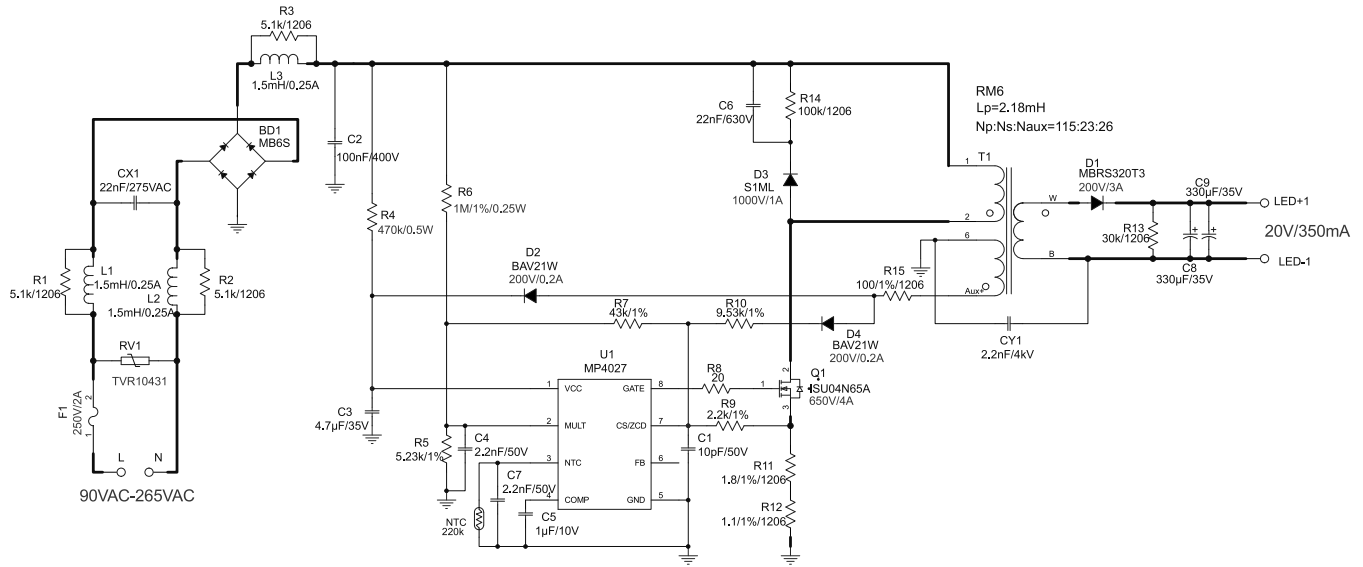 R3
5.1k/1206
L3
1.5mH/0.25A
BD1
MB6S
CX1
22nF/275VAC
C2
100nF/400V
R1
5.1k/1206
L1
1.5mH/0.25A
L2
1.5mH/0.25A
R2
5.1k/1206
RV1
TVR10431
F1
250V/2A
2
1
L
N
90VAC-265VAC
R4
470k/0.5W
R6
1M/1%/0.25W
D2
BAV21W
200V/0.2A
R7
43k/1%
R10
9.53k/1%
D4
BAV21W
200V/0.2A
R15
100/1%/1206
C6
22nF/630V
R14
100k/1206
D3
S1ML
1000V/1A
RM6
Lp=2.18mH
Np:Ns:Naux=115:23:26
T1
1
2
6
Aux+
W
B
D1
MBRS320T3
200V/3A
C9
330µF/35V
R13
30k/1206
C8
330µF/35V
LED+1
20V/350mA
LED-1
CY1
2.2nF/4kV
U1
MP4027
1
VCC
GATE
8
2
MULT
CS/ZCD
7
3
NTC
FB
6
4
COMP
GND
5
R8
20
R9
2.2k/1%
Q1
ISU04N65A
650V/4A
2
1
3
C3
4.7µF/35V
R5
5.23k/1%
C4
2.2nF/50V
C7
2.2nF/50V
NTC
220k
C5
1µF/10V
C1
10pF/50V
R11
1.8/1%/1206
R12
1.1/1%/1206